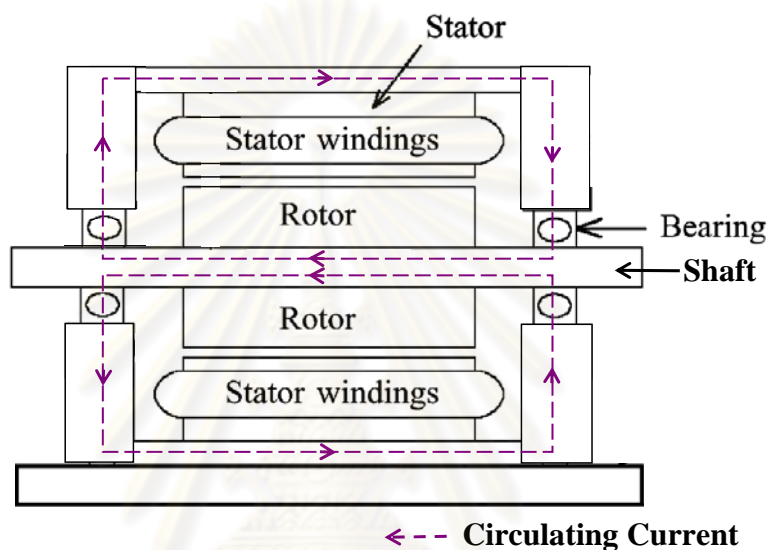 Stator
Stator windings
Rotor
Bearing
Shaft
Rotor
Stator windings
Circulating Current